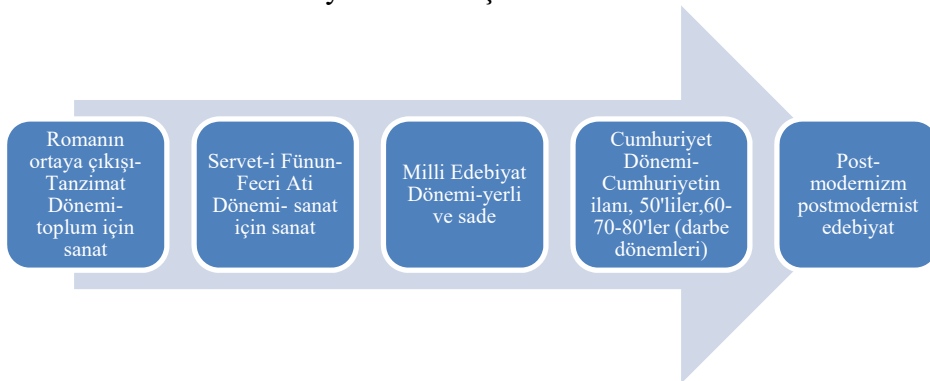 Romanın
ortaya çıkışı-
Tanzimat
Dönemi-
toplum için
sanat
Servet-i Fünun-
Fecri Ati
Dönemi- sanat
için sanat
Milli Edebiyat
Dönemi-yerli
ve sade
Cumhuriyet
Dönemi-
Cumhuriyetin
ilanı, 50'liler,60-
70-80'ler (darbe
dönemleri)
Post-
modernizm
postmodernist
edebiyat